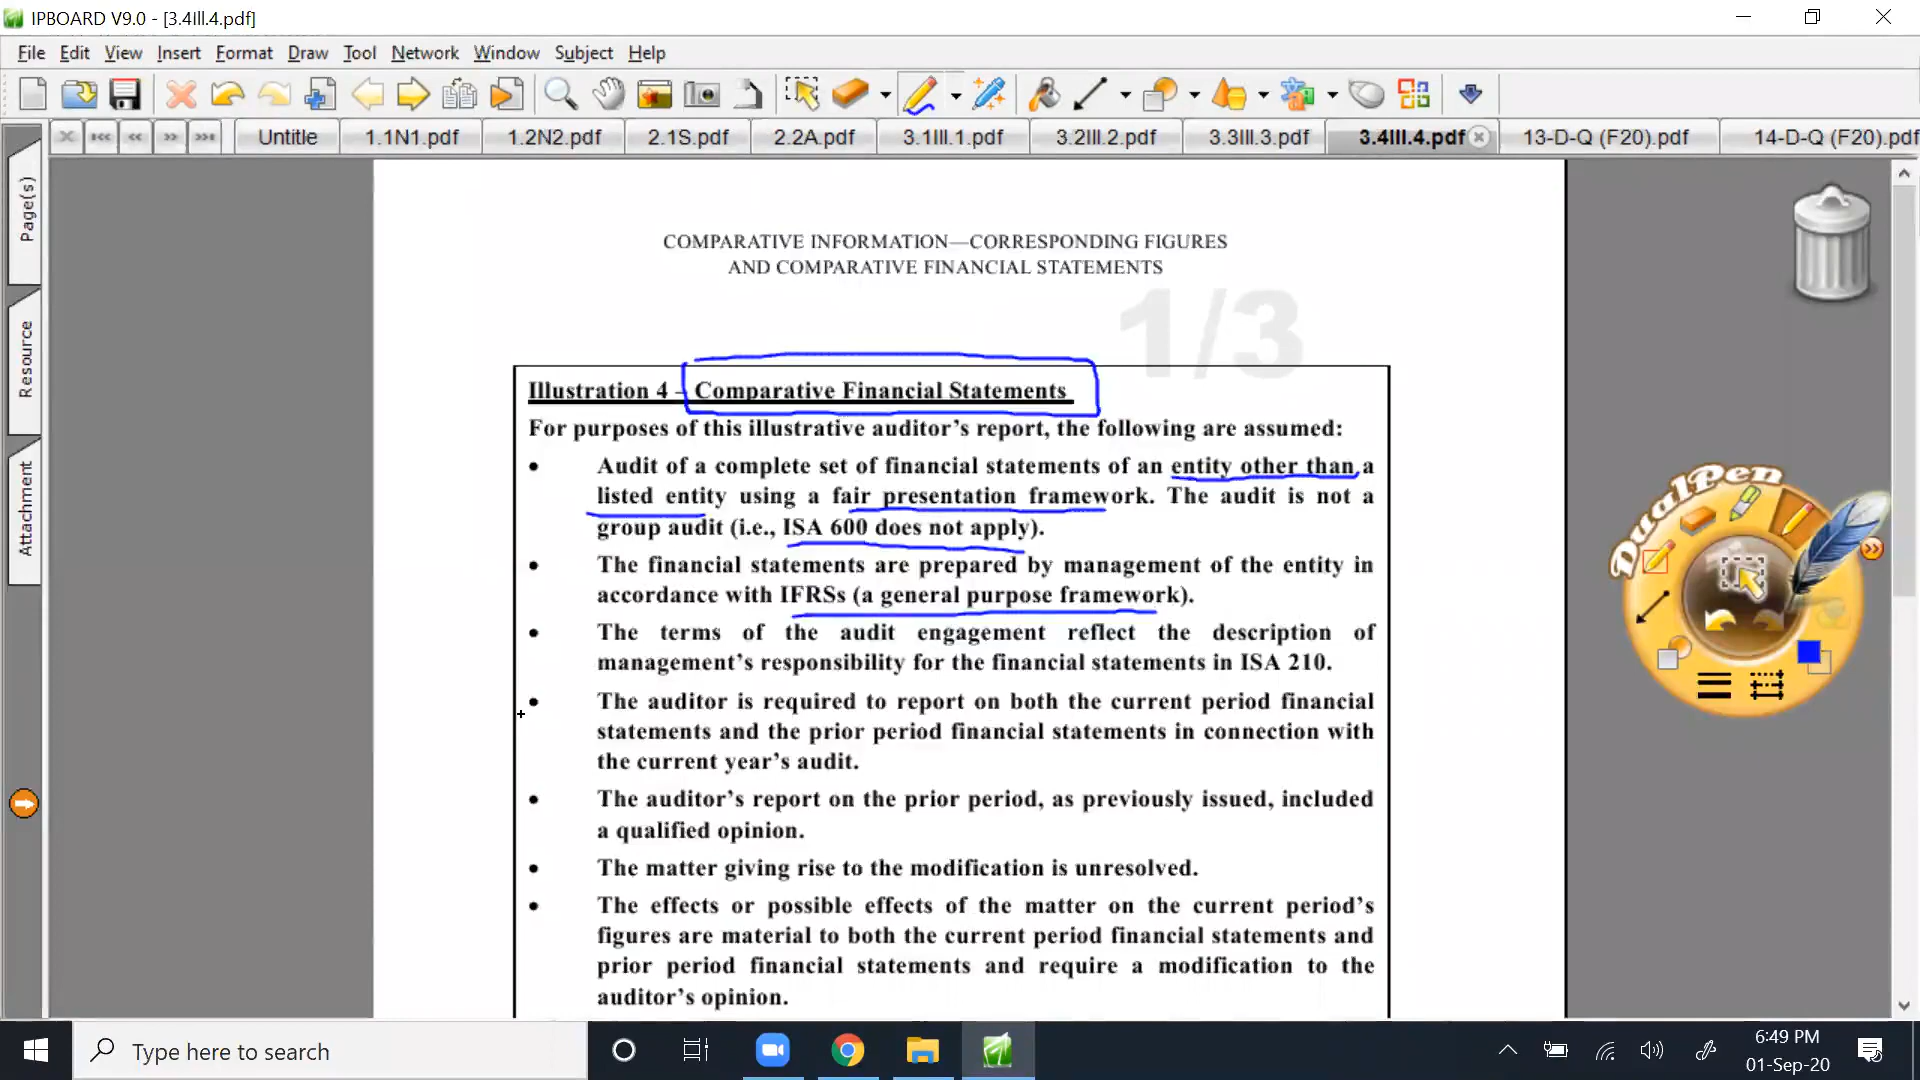 IPBOARD V9.0 - [3.4Ill.4.pdf]
File Edit View Insert Format Draw Tool Network Window Subject Help
Untitle 1.1N1.pdf 1.2N2.pdf 2.1S.pdf 2.2A.pdf 3.1Ill.1.pdf 3.2Ill.2.pdf 3.3Ill.3.pdf 3.4Ill.4.pdf 13-D-Q (F20).pdf 14-D-Q (F20).pdf
Page(s)
Resource
Attachment
COMPARATIVE INFORMATION—CORRESPONDING FIGURES
AND COMPARATIVE FINANCIAL STATEMENTS
1/3
Illustration 4 – Comparative Financial Statements
For purposes of this illustrative auditor’s report, the following are assumed:
• Audit of a complete set of financial statements of an entity other than a
listed entity using a fair presentation framework. The audit is not a
group audit (i.e., ISA 600 does not apply).
• The financial statements are prepared by management of the entity in
accordance with IFRSs (a general purpose framework).
• The terms of the audit engagement reflect the description of
management’s responsibility for the financial statements in ISA 210.
• The auditor is required to report on both the current period financial
statements and the prior period financial statements in connection with
the current year’s audit.
• The auditor’s report on the prior period, as previously issued, included
a qualified opinion.
• The matter giving rise to the modification is unresolved.
• The effects or possible effects of the matter on the current period’s
figures are material to both the current period financial statements and
prior period financial statements and require a modification to the
auditor’s opinion.
DualPen
Type here to search
6:49 PM
01-Sep-20